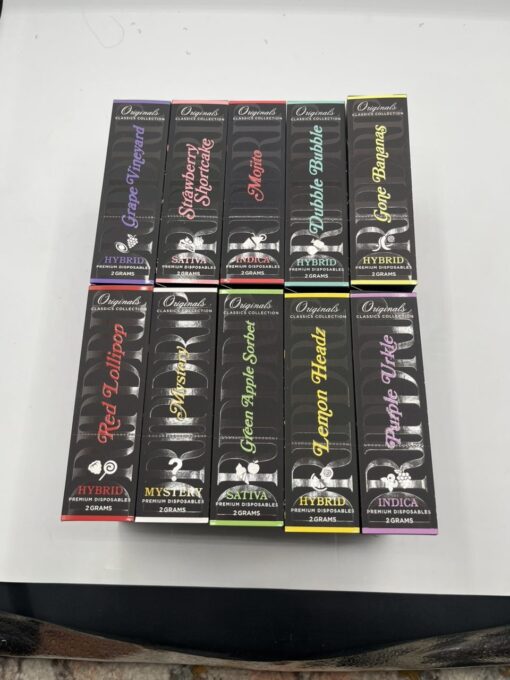 Originals
CLASSICS COLLECTION
Grape Vineyard
HYBRID
PREMIUM DISPOSABLES
2 GRAMS
Originals
CLASSICS COLLECTION
Strawberry
Shortcake
SATIVA
PREMIUM DISPOSABLES
2 GRAMS
Originals
CLASSICS COLLECTION
Mojito
INDICA
PREMIUM DISPOSABLES
2 GRAMS
Originals
CLASSICS COLLECTION
Dubble Bubble
HYBRID
PREMIUM DISPOSABLES
2 GRAMS
Originals
CLASSICS COLLECTION
Gone Bananas
HYBRID
PREMIUM DISPOSABLES
2 GRAMS
Originals
CLASSICS COLLECTION
Red Lollipop
HYBRID
PREMIUM DISPOSABLES
2 GRAMS
Originals
CLASSICS COLLECTION
Mystery
?
MYSTERY
PREMIUM DISPOSABLES
2 GRAMS
Originals
CLASSICS COLLECTION
Green Apple Sorbet
SATIVA
PREMIUM DISPOSABLES
2 GRAMS
Originals
CLASSICS COLLECTION
Lemon Headz
HYBRID
PREMIUM DISPOSABLES
2 GRAMS
Originals
CLASSICS COLLECTION
Purple Urkle
INDICA
PREMIUM DISPOSABLES
2 GRAMS